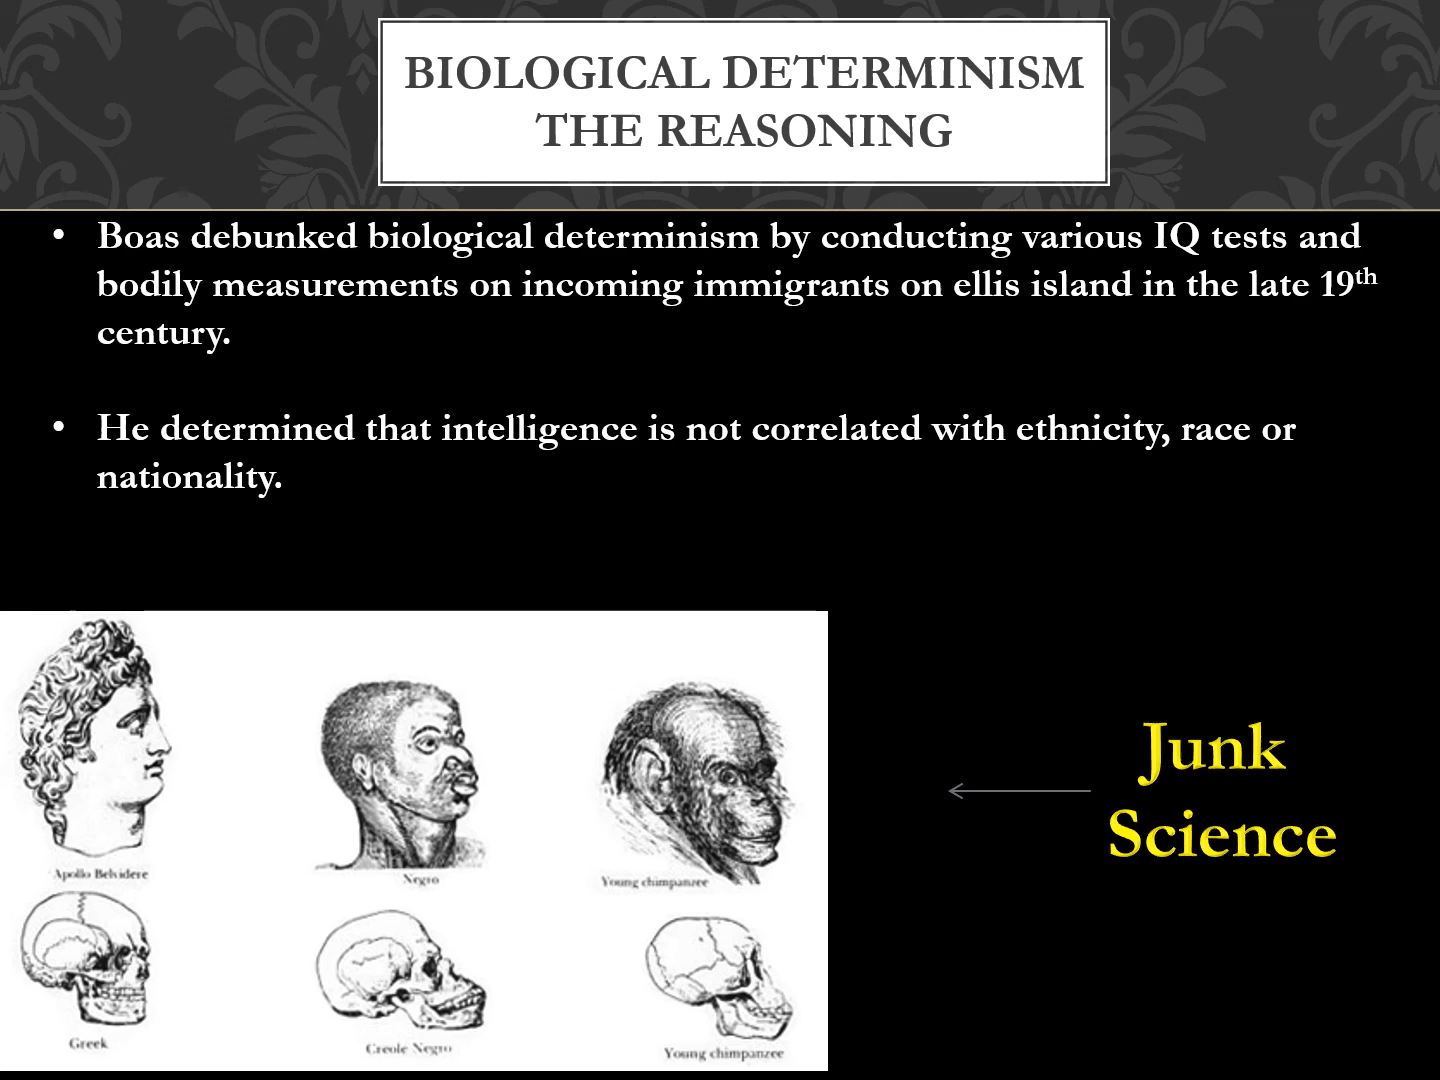 BIOLOGICAL DETERMINISM
THE REASONING
• Boas debunked biological determinism by conducting various IQ tests and
bodily measurements on incoming immigrants on ellis island in the late 19th
century.
• He determined that intelligence is not correlated with ethnicity, race or
nationality.
Junk
Science
Apollo Belvidere
Negro
Young chimpanzee
Greek
Creole Negro
Young chimpanzee